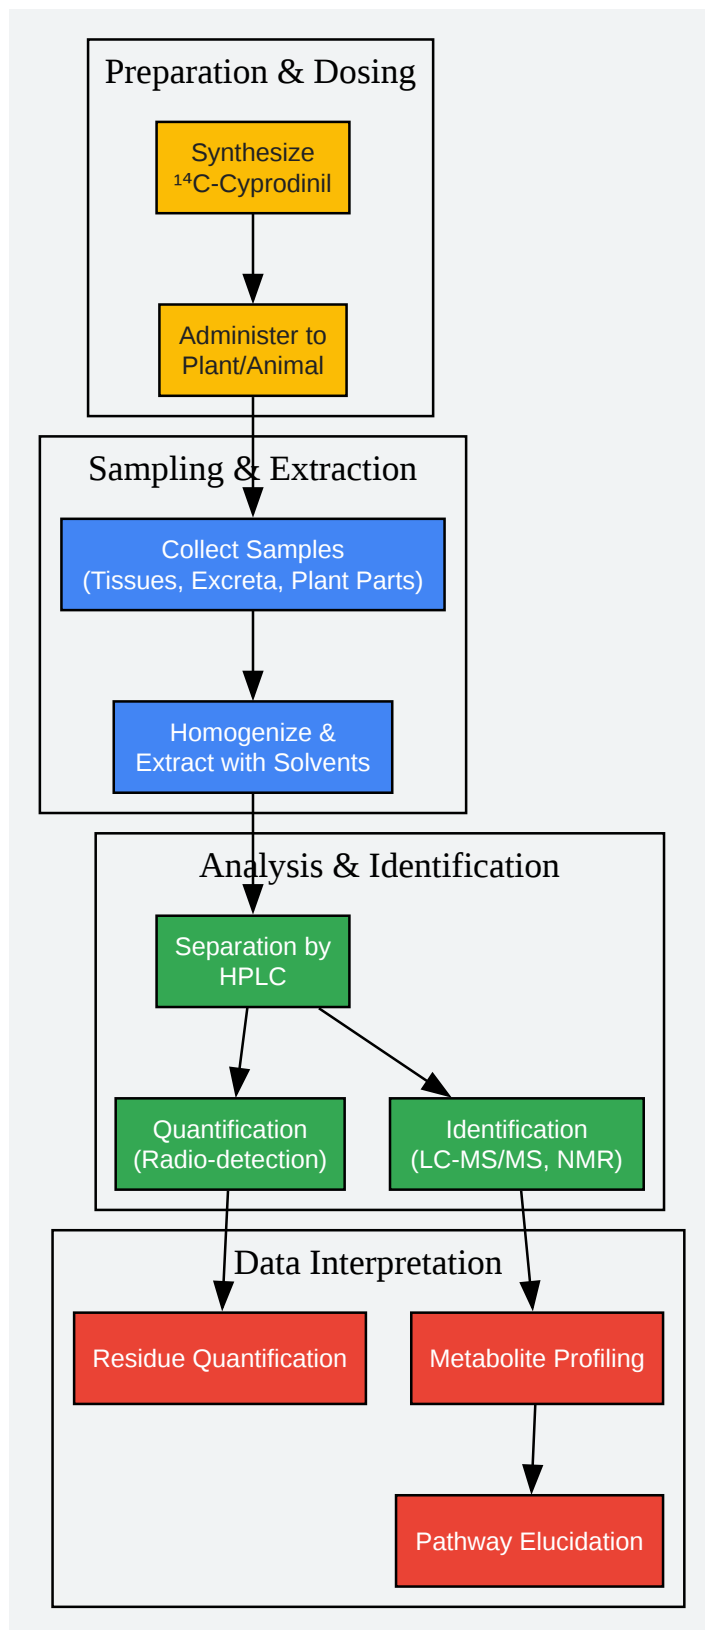 Preparation & Dosing
Synthesize
¹⁴C-Cyprodinil
Administer to
Plant/Animal
Sampling & Extraction
Collect Samples
(Tissues, Excreta, Plant Parts)
Homogenize &
Extract with Solvents
Analysis & Identification
Separation by
HPLC
Quantification
(Radio-detection)
Identification
(LC-MS/MS, NMR)
Data Interpretation
Residue Quantification
Metabolite Profiling
Pathway Elucidation